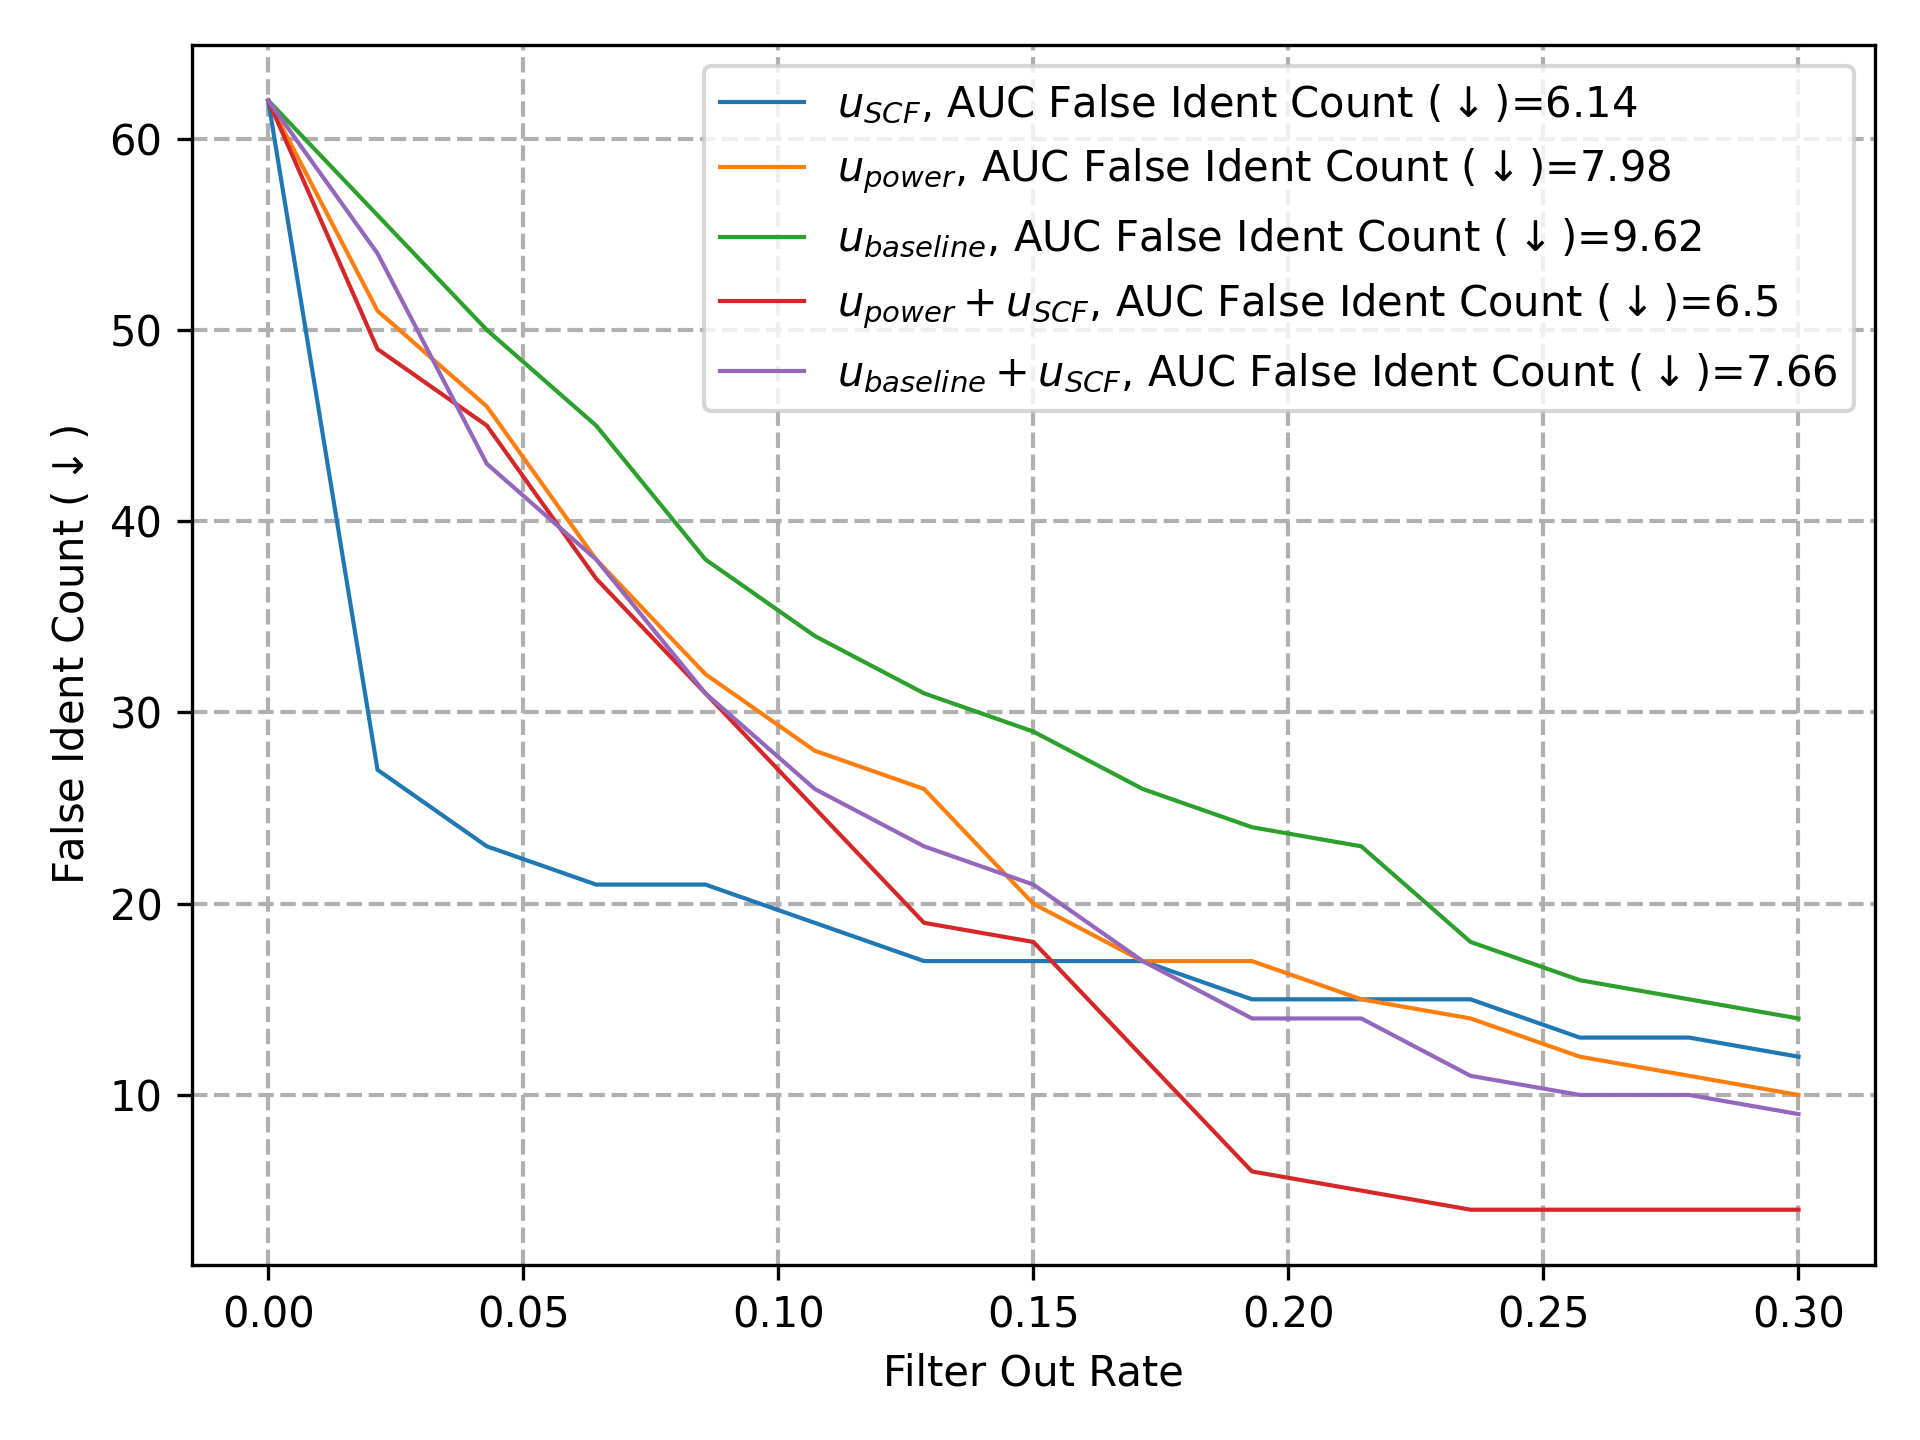 u_SCF, AUC False Ident Count (↓)=6.14
u_power, AUC False Ident Count (↓)=7.98
u_baseline, AUC False Ident Count (↓)=9.62
u_power + u_SCF, AUC False Ident Count (↓)=6.5
u_baseline + u_SCF, AUC False Ident Count (↓)=7.66
False Ident Count (↓)
60
50
40
30
20
10
0.00 0.05 0.10 0.15 0.20 0.25 0.30
Filter Out Rate